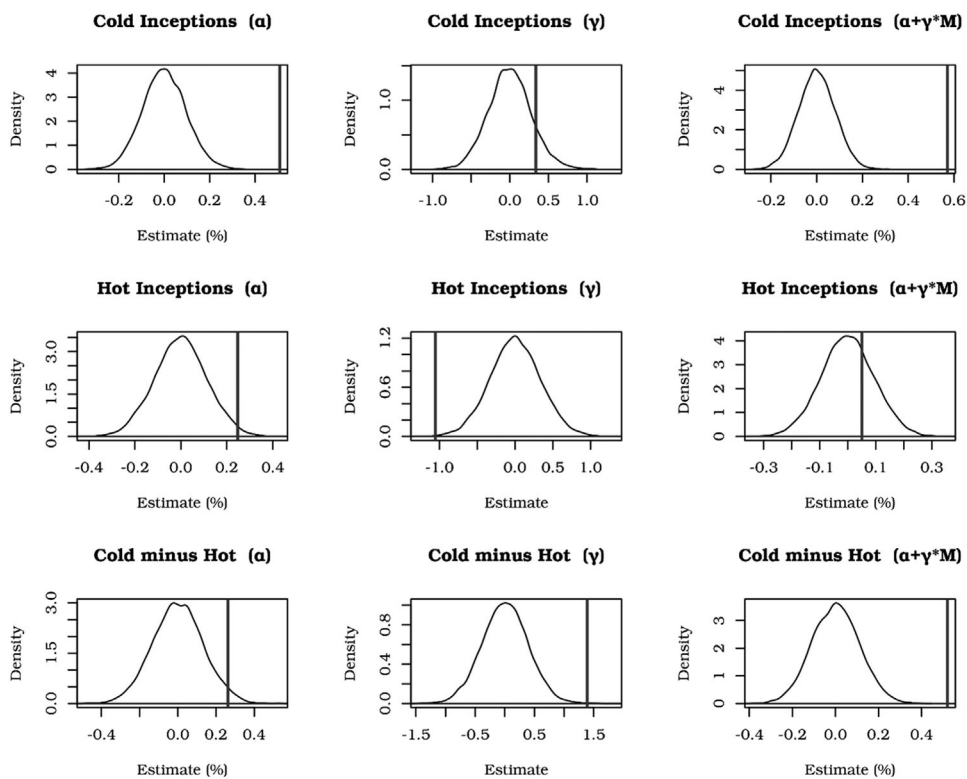 Cold Inceptions (α)
Density
0
1
2
3
4
-0.2 0.0 0.2 0.4
Estimate (%)
Cold Inceptions (γ)
Density
0.0
1.0
-1.0 0.0 1.0
Estimate
Cold Inceptions (α+γ*M)
Density
0
2
4
-0.2 0.0 0.2 0.4 0.6
Estimate (%)
Hot Inceptions (α)
Density
0.0
1.5
3.0
-0.4 -0.2 0.0 0.2 0.4
Estimate (%)
Hot Inceptions (γ)
Density
0.0
0.6
1.2
-1.0 0.0 1.0
Estimate
Hot Inceptions (α+γ*M)
Density
0
1
2
3
4
-0.3 -0.1 0.1 0.3
Estimate (%)
Cold minus Hot (α)
Density
0.0
1.5
3.0
-0.4 0.0 0.2 0.4
Estimate (%)
Cold minus Hot (γ)
Density
0.0
0.4
0.8
-1.5 -0.5 0.5 1.5
Estimate
Cold minus Hot (α+γ*M)
Density
0
1
2
3
-0.4 -0.2 0.0 0.2 0.4
Estimate (%)